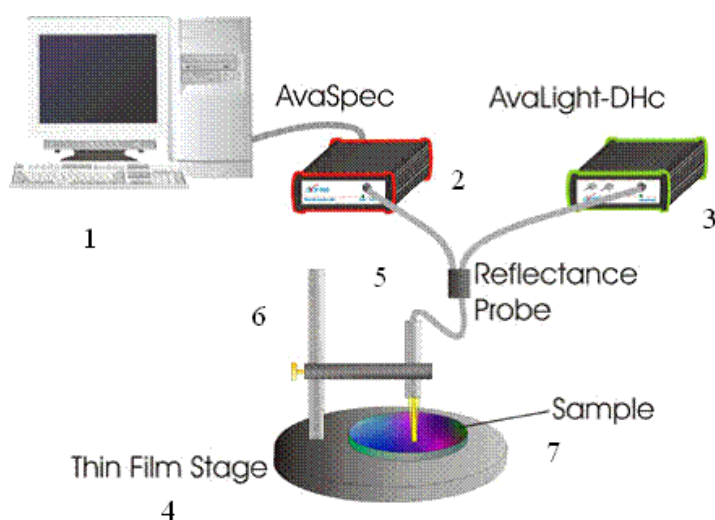 AvaSpec
AvaLight-DHc
1
2
3
5
Reflectance
Probe
6
Sample
7
Thin Film Stage
4